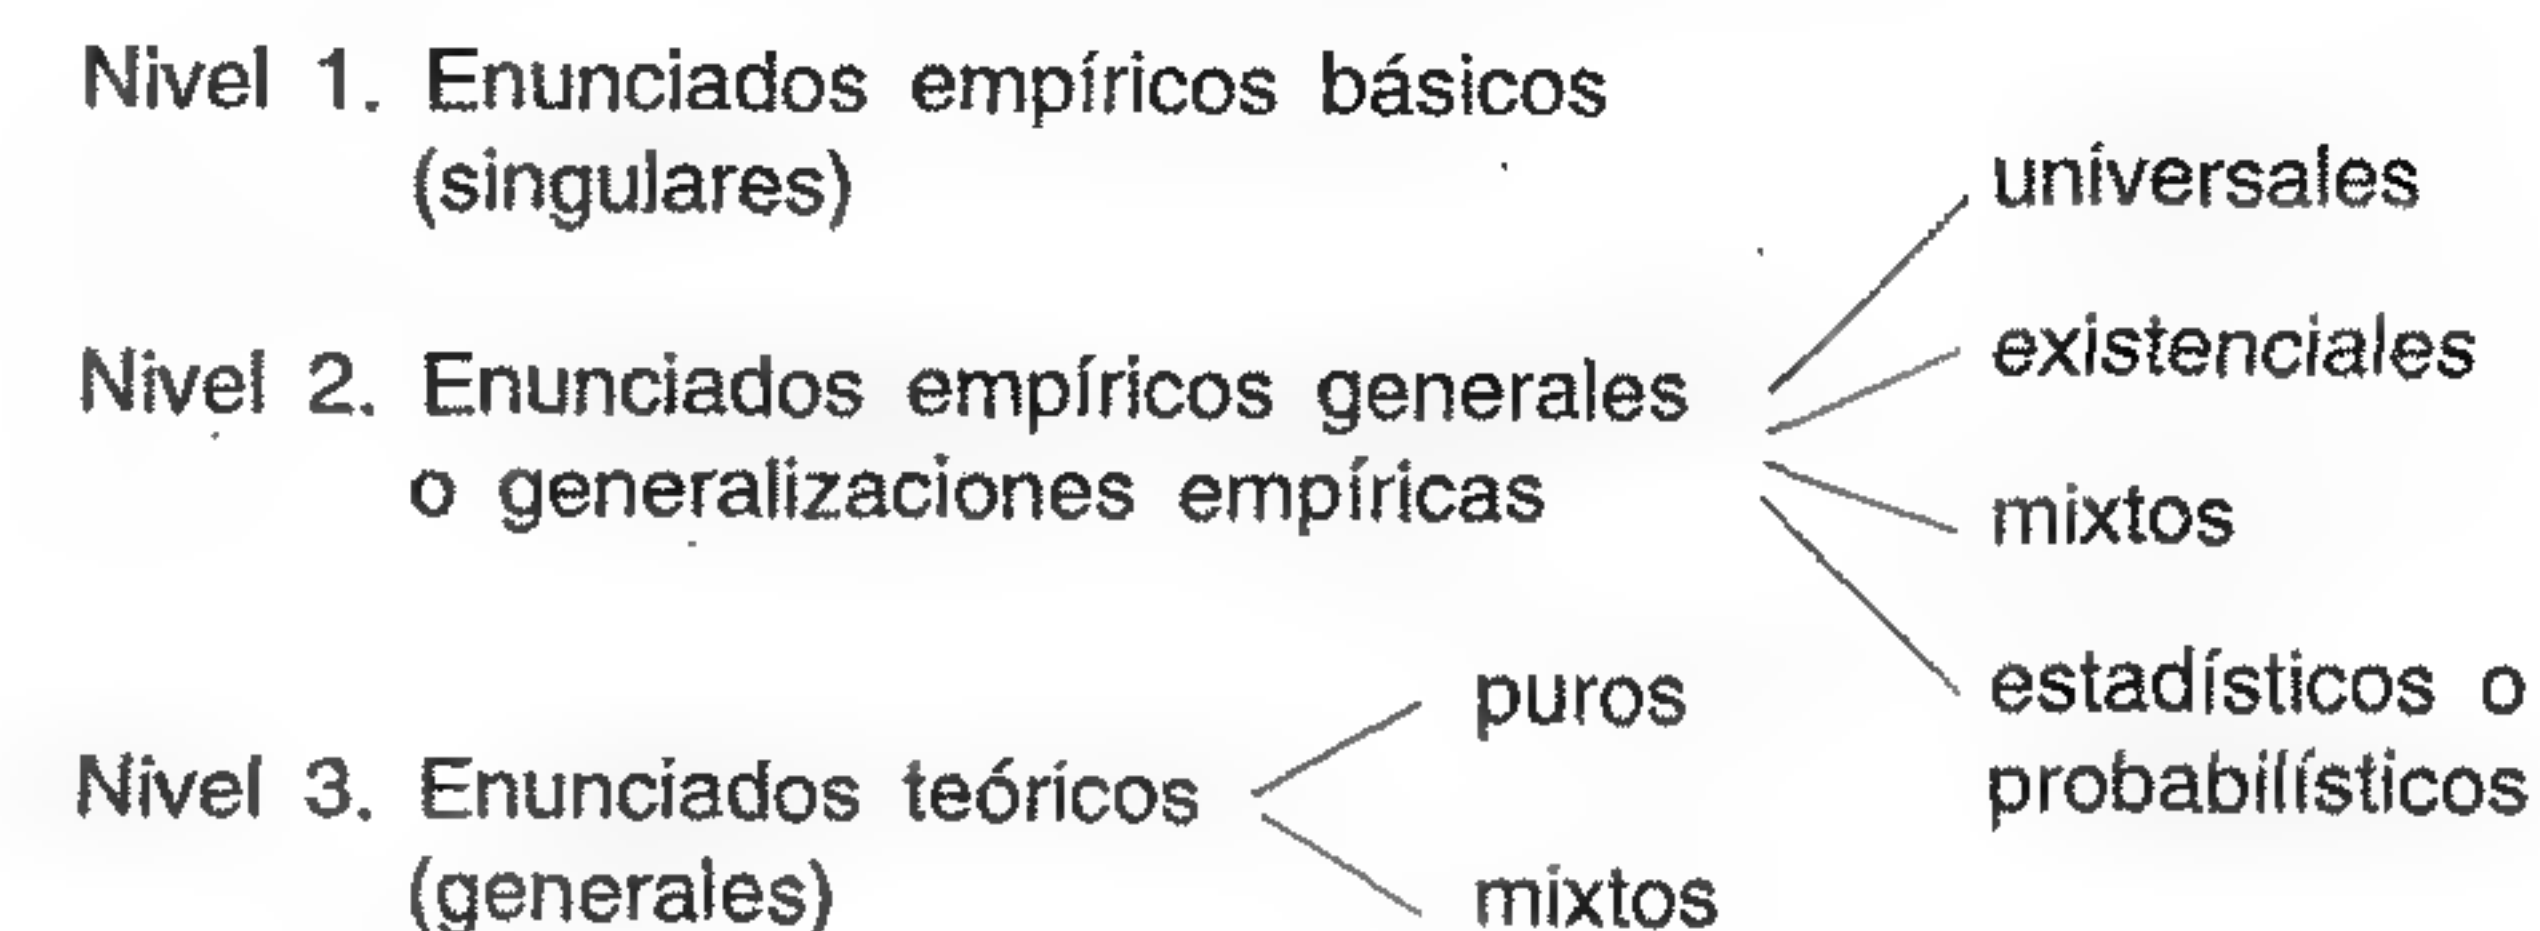 Nivel 1. Enunciados empíricos básicos
(singulares)
universales
Nivel 2. Enunciados empíricos generales
o generalizaciones empíricas
existenciales
mixtos
estadísticos o
probabilísticos
Nivel 3. Enunciados teóricos
(generales)
puros
mixtos